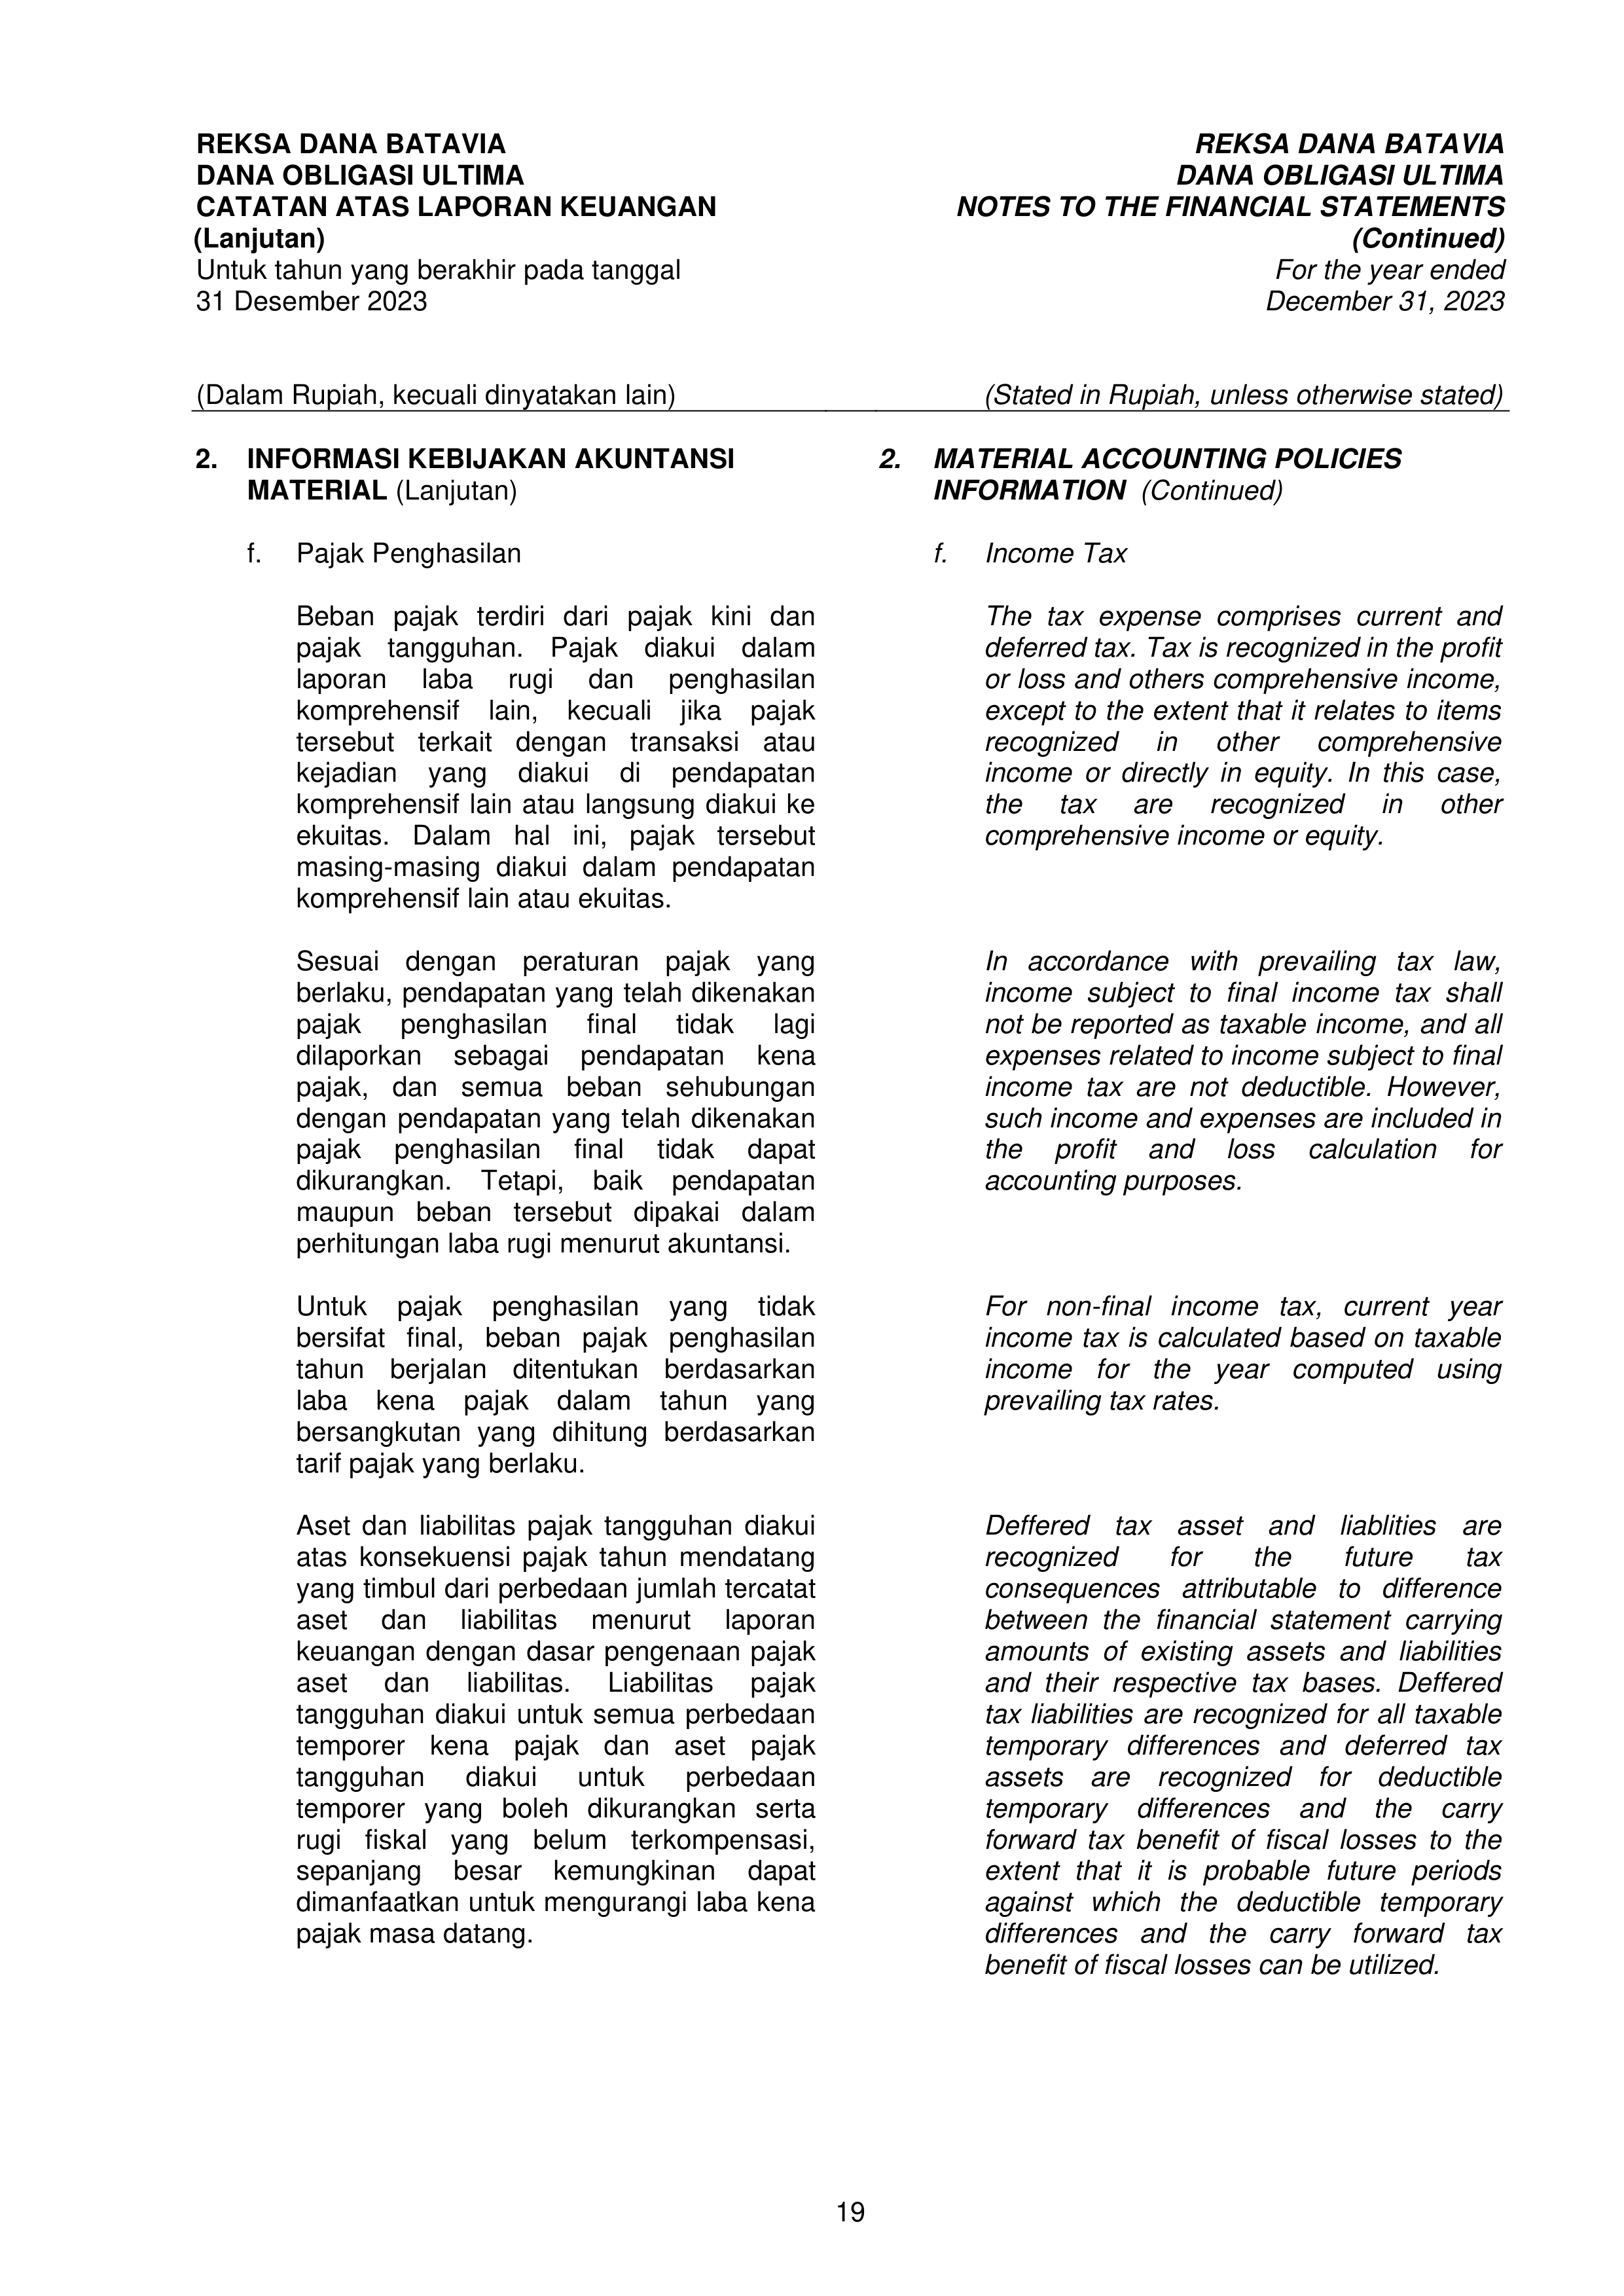 REKSA DANA BATAVIA
DANA OBLIGASI ULTIMA
CATATAN ATAS LAPORAN KEUANGAN
(Lanjutan)
Untuk tahun yang berakhir pada tanggal
31 Desember 2023
(Dalam Rupiah, kecuali dinyatakan lain)
REKSA DANA BATAVIA
DANA OBLIGASI ULTIMA
NOTES TO THE FINANCIAL STATEMENTS
(Continued)
For the year ended
December 31, 2023
(Stated in Rupiah, unless otherwise stated)
2. INFORMASI KEBIJAKAN AKUNTANSI
MATERIAL (Lanjutan)
f. Pajak Penghasilan
Beban pajak terdiri dari pajak kini dan
pajak tangguhan. Pajak diakui dalam
laporan laba rugi dan penghasilan
komprehensif lain, kecuali jika pajak
tersebut terkait dengan transaksi atau
kejadian yang diakui di pendapatan
komprehensif lain atau langsung diakui ke
ekuitas. Dalam hal ini, pajak tersebut
masing-masing diakui dalam pendapatan
komprehensif lain atau ekuitas.
Sesuai dengan peraturan pajak yang
berlaku, pendapatan yang telah dikenakan
pajak penghasilan final tidak lagi
dilaporkan sebagai pendapatan kena
pajak, dan semua beban sehubungan
dengan pendapatan yang telah dikenakan
pajak penghasilan final tidak dapat
dikurangkan. Tetapi, baik pendapatan
maupun beban tersebut dipakai dalam
perhitungan laba rugi menurut akuntansi.
Untuk pajak penghasilan yang tidak
bersifat final, beban pajak penghasilan
tahun berjalan ditentukan berdasarkan
laba kena pajak dalam tahun yang
bersangkutan yang dihitung berdasarkan
tarif pajak yang berlaku.
Aset dan liabilitas pajak tangguhan diakui
atas konsekuensi pajak tahun mendatang
yang timbul dari perbedaan jumlah tercatat
aset dan liabilitas menurut laporan
keuangan dengan dasar pengenaan pajak
aset dan liabilitas. Liabilitas pajak
tangguhan diakui untuk semua perbedaan
temporer kena pajak dan aset pajak
tangguhan diakui untuk perbedaan
temporer yang boleh dikurangkan serta
rugi fiskal yang belum terkompensasi,
sepanjang besar kemungkinan dapat
dimanfaatkan untuk mengurangi laba kena
pajak masa datang.
2. MATERIAL ACCOUNTING POLICIES
INFORMATION (Continued)
f. Income Tax
The tax expense comprises current and
deferred tax. Tax is recognized in the profit
or loss and others comprehensive income,
except to the extent that it relates to items
recognized in other comprehensive
income or directly in equity. In this case,
the tax are recognized in other
comprehensive income or equity.
In accordance with prevailing tax law,
income subject to final income tax shall
not be reported as taxable income, and all
expenses related to income subject to final
income tax are not deductible. However,
such income and expenses are included in
the profit and loss calculation for
accounting purposes.
For non-final income tax, current year
income tax is calculated based on taxable
income for the year computed using
prevailing tax rates.
Deffered tax asset and liablities are
recognized for the future tax
consequences attributable to difference
between the financial statement carrying
amounts of existing assets and liabilities
and their respective tax bases. Deffered
tax liabilities are recognized for all taxable
temporary differences and deferred tax
assets are recognized for deductible
temporary differences and the carry
forward tax benefit of fiscal losses to the
extent that it is probable future periods
against which the deductible temporary
differences and the carry forward tax
benefit of fiscal losses can be utilized.
19